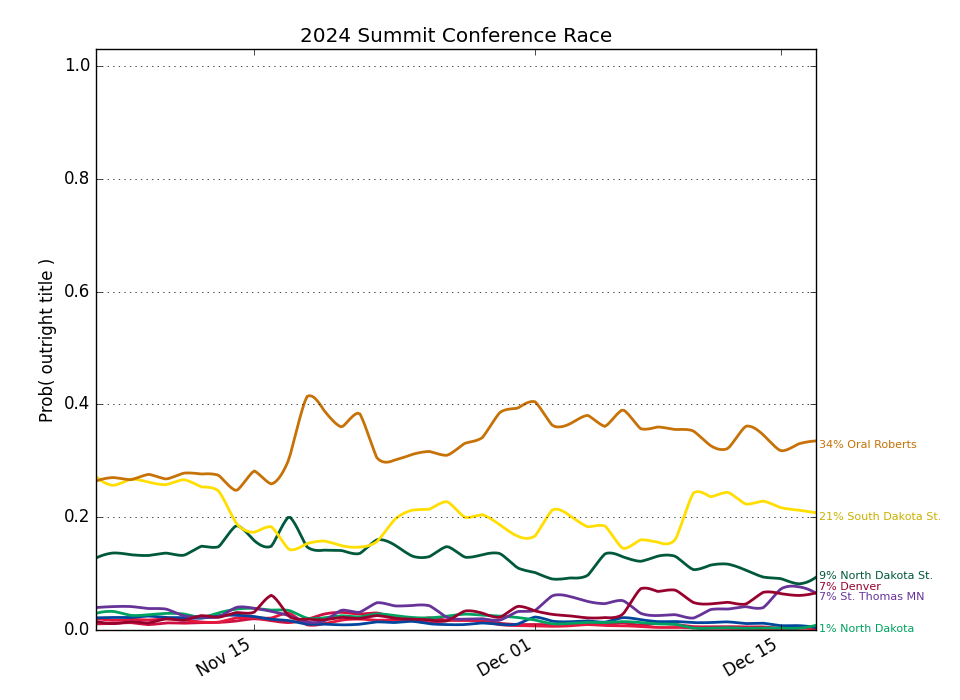 2024 Summit Conference Race
Prob( outright title )
1.0
0.8
0.6
0.4
0.2
0.0
34% Oral Roberts
21% South Dakota St.
9% North Dakota St.
7% Denver
7% St. Thomas MN
1% North Dakota
Nov 15
Dec 01
Dec 15